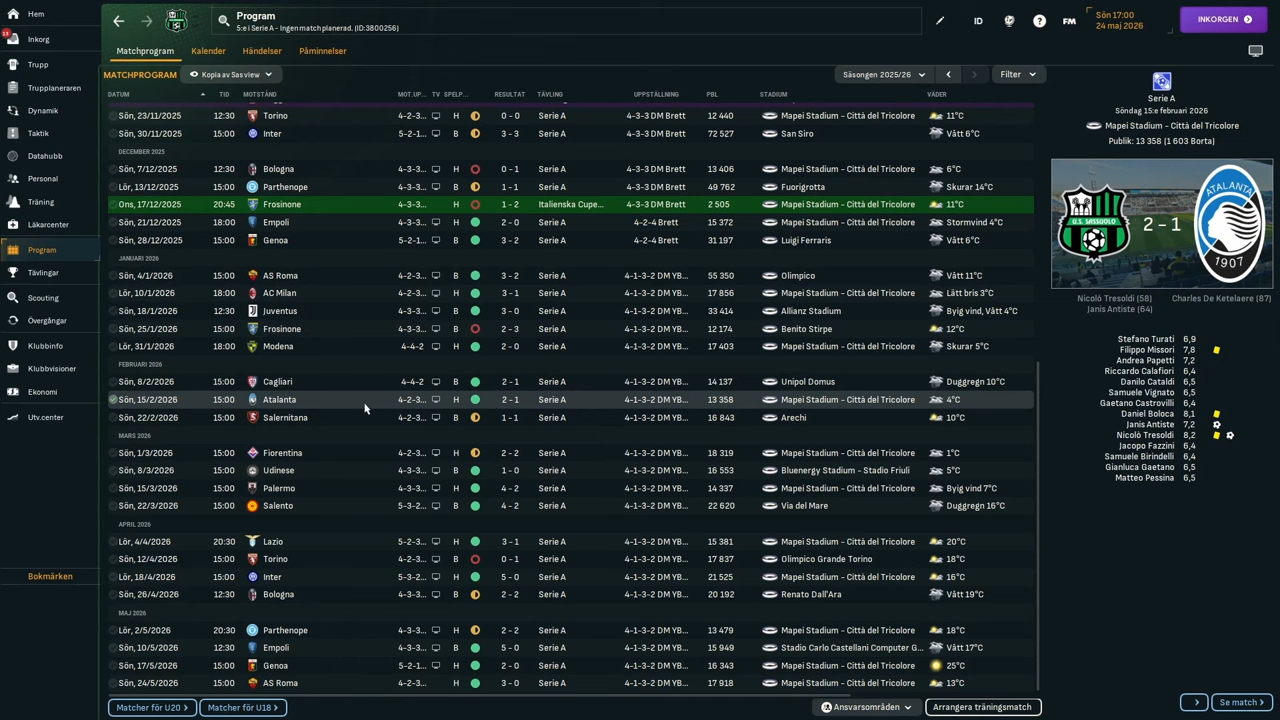 Hem
13
Inkorg
Trupp
Trupplaneraren
Dynamik
Taktik
Datahubb
Personal
Träning
Läkarcenter
Program
Tävlingar
Scouting
Övergångar
Klubbinfo
Klubbvisioner
Ekonomi
Utv.center
Bokmärken
Program
5:e i Serie A - Ingen match planerad. (ID:3800256)
ID
FM
Sön 17:00
24 maj 2026
INKORGEN
Matchprogram Kalender Händelser Påminnelser
MATCHPROGRAM Kopia av Sas view Säsongen 2025/26 Filter
DATUM TID MOTSTÅND MOT.UP... TV SPELP... RESULTAT TÄVLING UPPSTÄLLNING PBL STADIUM VÄDER
Sön, 23/11/2025 12:30 Torino 4-2-3... H 0 - 0 Serie A 4-3-3 DM Brett 12 440 Mapei Stadium - Città del Tricolore 11°C
Sön, 30/11/2025 15:00 Inter 5-2-1... B 3 - 3 Serie A 4-3-3 DM Brett 72 527 San Siro Vått 6°C
DECEMBER 2025
Sön, 7/12/2025 12:30 Bologna 4-3-3... H 0 - 1 Serie A 4-3-3 DM Brett 13 406 Mapei Stadium - Città del Tricolore 6°C
Lör, 13/12/2025 15:00 Parthenope 4-3-3... B 1 - 1 Serie A 4-3-3 DM Brett 49 762 Fuorigrotta Skurar 14°C
Ons, 17/12/2025 20:45 Frosinone 4-3-3... H 1 - 2 Italienska Cupe... 4-3-3 DM Brett 2 505 Mapei Stadium - Città del Tricolore 11°C
Sön, 21/12/2025 18:00 Empoli 4-3-3... H Serie A 4-2-4 Brett 15 372 Mapei Stadium - Città del Tricolore Stormvind 4°C
Sön, 28/12/2025 15:00 Genoa 5-2-1... B 3 - 2 Serie A 4-2-4 Brett 31 197 Luigi Ferraris Vått 6°C
JANUARI 2026
Sön, 4/1/2026 15:00 AS Roma 4-2-3... B 3 - 2 Serie A 4-1-3-2 DM YB... 55 350 Olimpico Vått 11°C
Lör, 10/1/2026 18:00 AC Milan 4-2-3... H 3 - 1 Serie A 4-1-3-2 DM YB... 17 856 Mapei Stadium - Città del Tricolore Lätt bris 3°C
Sön, 18/1/2026 12:30 Juventus 4-3-3... B 3 - 0 Serie A 4-1-3-2 DM YB... 33 414 Allianz Stadium Byig vind, Vått 4°C
Sön, 25/1/2026 15:00 Frosinone 4-3-3... B 2 - 3 Serie A 4-1-3-2 DM YB... 12 174 Benito Stirpe 12°C
Lör, 31/1/2026 18:00 Modena 4-4-2 H 2 - 0 Serie A 4-1-3-2 DM YB... 17 403 Mapei Stadium - Città del Tricolore Skurar 5°C
FEBRUARI 2026
Sön, 8/2/2026 15:00 Cagliari 4-4-2 B 2 - 1 Serie A 4-1-3-2 DM YB... 14 137 Unipol Domus Duggregn 10°C
Sön, 15/2/2026 15:00 Atalanta 4-2-3... H 2 - 1 Serie A 4-1-3-2 DM YB... 13 358 Mapei Stadium - Città del Tricolore 4°C
Sön, 22/2/2026 15:00 Salernitana 4-2-3... B 1 - 1 Serie A 4-1-3-2 DM YB... 16 843 Arechi 10°C
MARS 2026
Sön, 1/3/2026 15:00 Fiorentina 4-2-3... H 2 - 2 Serie A 4-1-3-2 DM YB... 18 319 Mapei Stadium - Città del Tricolore 1°C
Sön, 8/3/2026 15:00 Udinese 4-3-3... B 1 - 0 Serie A 4-1-3-2 DM YB... 16 553 Bluenergy Stadium - Stadio Friuli 5°C
Sön, 15/3/2026 15:00 Palermo 4-3-3... H 4 - 2 Serie A 4-1-3-2 DM YB... 14 337 Mapei Stadium - Città del Tricolore Byig vind 7°C
Sön, 22/3/2026 15:00 Salento 5-3-2... B 4 - 2 Serie A 4-1-3-2 DM YB... 22 620 Via del Mare Duggregn 16°C
APRIL 2026
Lör, 4/4/2026 20:30 Lazio 5-2-3... H 3 - 1 Serie A 4-1-3-2 DM YB... 15 381 Mapei Stadium - Città del Tricolore 20°C
Sön, 12/4/2026 15:00 Torino 4-2-3... B 0 - 1 Serie A 4-1-3-2 DM YB... 17 837 Olimpico Grande Torino 18°C
Lör, 18/4/2026 15:00 Inter 5-3-2... H 5 - 0 Serie A 4-1-3-2 DM YB... 21 525 Mapei Stadium - Città del Tricolore 16°C
Sön, 26/4/2026 12:30 Bologna 4-3-3... B 2 - 2 Serie A 4-1-3-2 DM YB... 20 192 Renato Dall'Ara Vått 19°C
MAJ 2026
Lör, 2/5/2026 20:30 Parthenope 4-3-3... H 2 - 2 Serie A 4-1-3-2 DM YB... 13 479 Mapei Stadium - Città del Tricolore 18°C
Sön, 10/5/2026 12:30 Empoli 4-3-3... B 5 - 0 Serie A 4-1-3-2 DM YB... 15 949 Stadio Carlo Castellani Computer G... Vått 17°C
Sön, 17/5/2026 15:00 Genoa 5-2-1... H 2 - 0 Serie A 4-1-3-2 DM YB... 16 343 Mapei Stadium - Città del Tricolore 25°C
Sön, 24/5/2026 15:00 AS Roma 4-2-3... H 3 - 0 Serie A 4-1-3-2 DM YB... 17 918 Mapei Stadium - Città del Tricolore 13°C
Matcher för U20 Matcher för U18 Ansvarsområden Arrangera träningsmatch
Serie A
Söndag 15:e februari 2026
Mapei Stadium - Città del Tricolore
Publik: 13 358 (1 603 Borta)
U.S. SASSUOLO
2 - 1
ATALANTA
1907
Nicolò Tresoldi (58) Charles De Ketelaere (87)
Janis Antiste (64)
Stefano Turati 6,9
Filippo Missori 7,8
Andrea Papetti 7,2
Riccardo Calafiori 6,4
Danilo Cataldi 6,5
Samuele Vignato 6,5
Gaetano Castrovilli 6,4
Daniel Boloca 8,1
Janis Antiste 7,2
Nicolò Tresoldi 8,2
Jacopo Fazzini 6,4
Samuele Birindelli 6,4
Gianluca Gaetano 6,5
Matteo Pessina 6,5
Se match